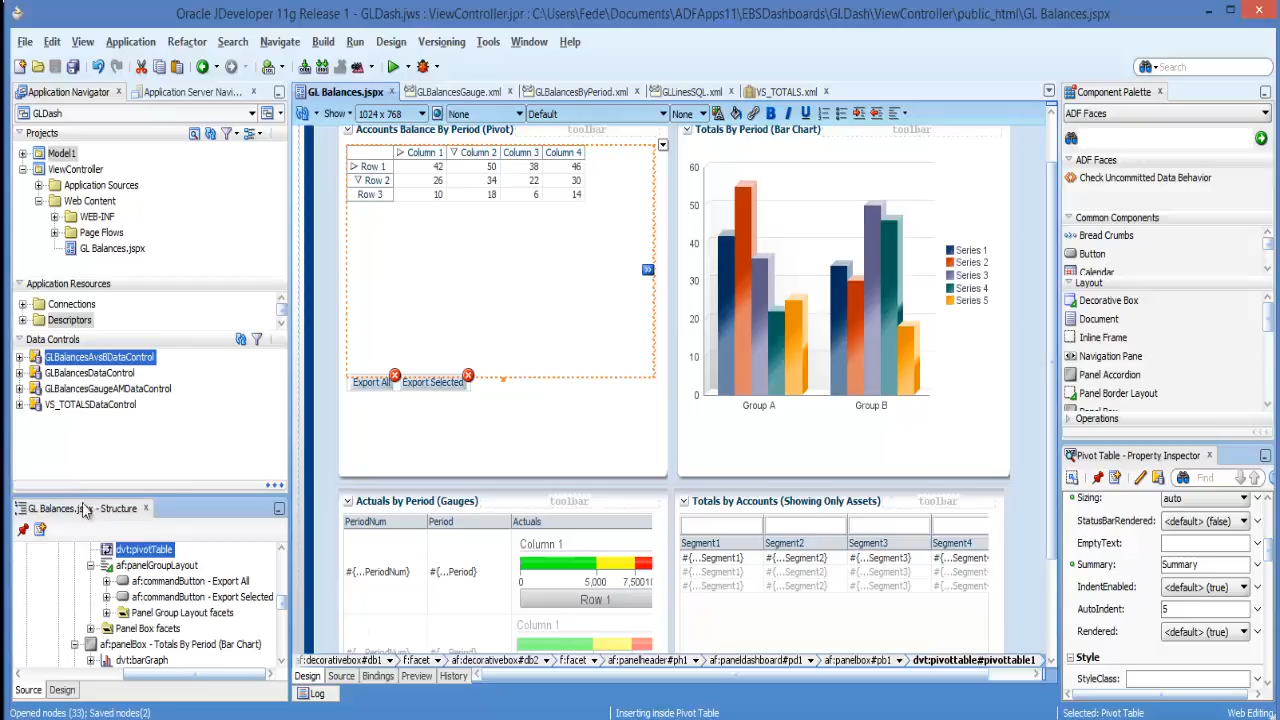 Oracle JDeveloper 11g Release 1 - GLDash.jws : ViewController.jpr : C:\Users\Fede\Documents\ADFApps11\EBSDashboards\GLDash\ViewController\public_html\GL Balances.jspx
File Edit View Application Refactor Search Navigate Build Run Design Versioning Tools Window Help
Search
Application Navigator
Application Server Navi...
GLDash
Projects
Model1
ViewController
Application Sources
Web Content
WEB-INF
Page Flows
GL Balances.jspx
Application Resources
Connections
Descriptors
Data Controls
GLBalancesAvsBDataControl
GLBalancesDataControl
GLBalancesGaugeAMDataControl
VS_TOTALSDataControl
- Structure
dvt:pivotTable
af:panelGroupLayout
af:commandButton - Export All
af:commandButton - Export Selected
Panel Group Layout facets
Panel Box facets
af:panelBox - Totals By Period (Bar Chart)
dvt:barGraph
Source Design
GL Balances.jspx GLBalancesGauge.xml GLBalancesByPeriod.xml GLLinesSQL.xml VS_TOTALS.xml
Show 1024 x 768 None Default None
Accounts Balance By Period (Pivot) toolbar
Column 1 Column 2 Column 3 Column 4
Row 1 42 50 38 46
Row 2 26 34 22 30
Row 3 10 18 6 14
Export All Export Selected
Totals By Period (Bar Chart) toolbar
60
50
40
30
20
10
0
Group A Group B
Series 1
Series 2
Series 3
Series 4
Series 5
Actuals by Period (Gauges) toolbar
PeriodNum Period Actuals
Column 1
#{...PeriodNum} #{...Period}
0 5,000
Row 1
Column 1
Totals by Accounts (Showing Only Assets) toolbar
Segment1 Segment2 Segment3 Segment4
#{...Segment1} #{...Segment2} #{...Segment3} #{...Segment4
#{...Segment1} #{...Segment2} #{...Segment3} #{...Segment4
#{...Segment1} #{...Segment2} #{...Segment3} #{...Segment4
af:decorativebox#db1 f:facet af:decorativebox#db2 f:facet af:panelheader#ph1 af:paneldashboard#pd1 af:panelbox#pb1 dvt:pivottable#pivottable1
Design Source Bindings Preview History
Log
Component Palette
ADF Faces
ADF Faces
Check Uncommitted Data Behavior
Common Components
Bread Crumbs
Button
Calendar
Layout
Decorative Box
Document
Inline Frame
Navigation Pane
Panel Accordion
Panel Border Layout
Operations
Pivot Table - Property Inspector
Find
Sizing: auto
StatusBarRendered: <default> (false)
EmptyText:
Summary: Summary
IndentEnabled: <default> (true)
AutoIndent: 5
Rendered: <default> (true)
Style
StyleClass:
Opened nodes (33); Saved nodes(2) Inserting inside Pivot Table Selected: Pivot Table Web Editing